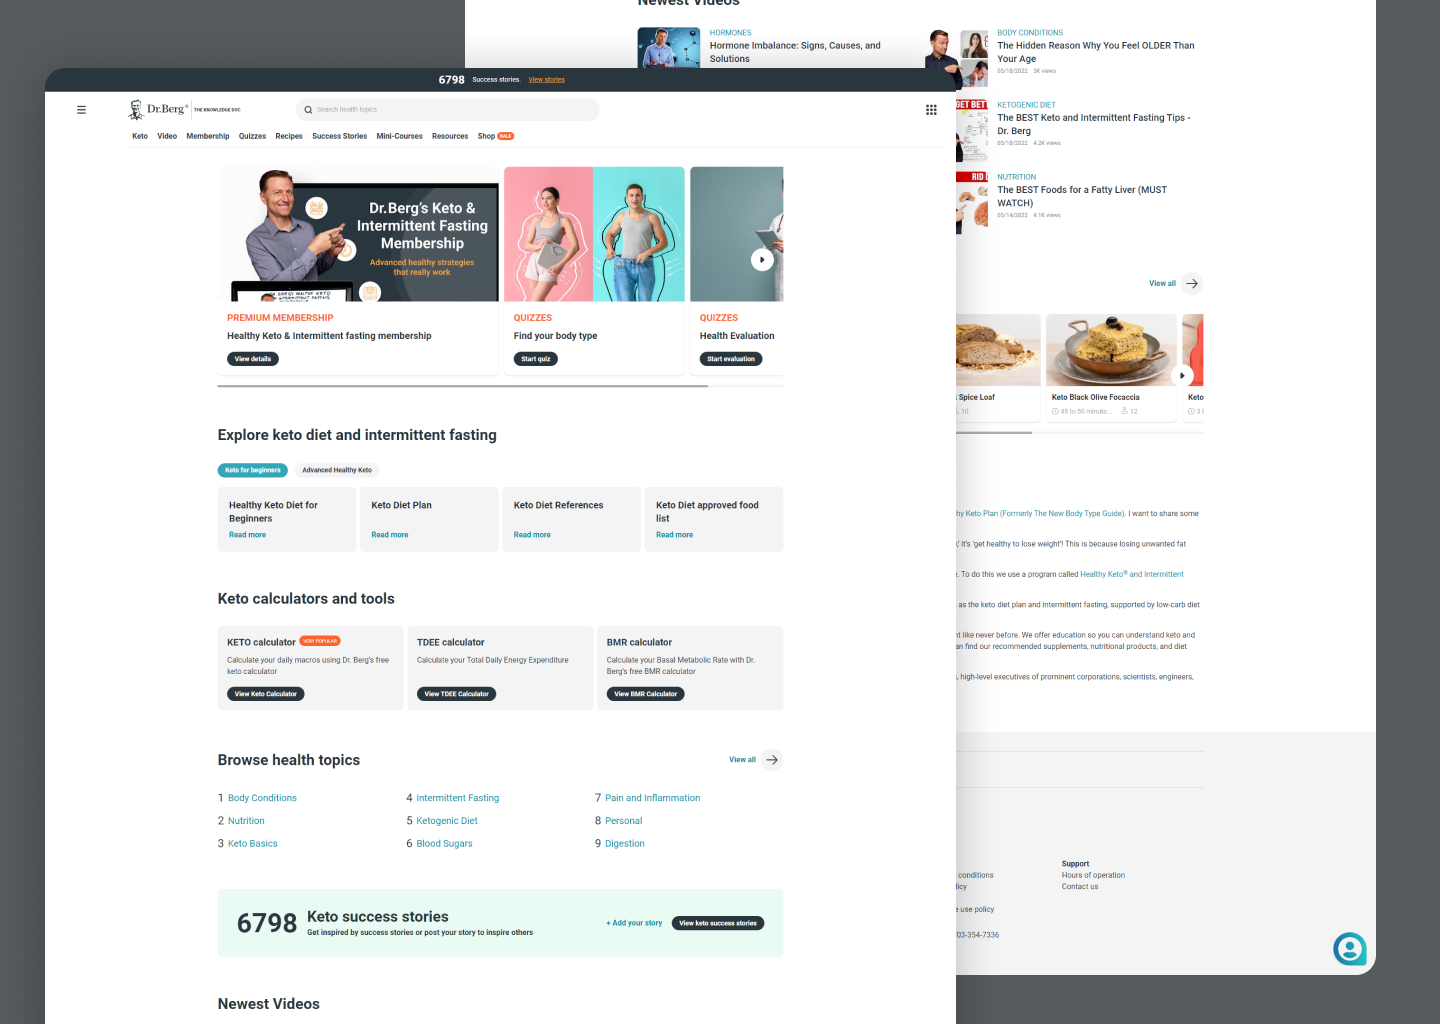 6798 Success stories. View stories
Dr.Berg® THE KNOWLEDGE DOC
Search health topics
Keto Video Membership Quizzes Recipes Success Stories Mini-Courses Resources Shop SALE
Dr.Berg's Keto &
Intermittent Fasting
Membership
Advanced healthy strategies
that really work
PREMIUM MEMBERSHIP
Healthy Keto & Intermittent fasting membership
View details
QUIZZES
Find your body type
Start quiz
QUIZZES
Health Evaluation
Start evaluation
Explore keto diet and intermittent fasting
Keto for beginners Advanced Healthy Keto
Healthy Keto Diet for
Beginners
Read more
Keto Diet Plan
Read more
Keto Diet References
Read more
Keto Diet approved food
list
Read more
Keto calculators and tools
KETO calculator VERY POPULAR
Calculate your daily macros using Dr. Berg's free
keto calculator
View Keto Calculator
TDEE calculator
Calculate your Total Daily Energy Expenditure
View TDEE Calculator
BMR calculator
Calculate your Basal Metabolic Rate with Dr.
Berg's free BMR calculator
View BMR Calculator
Browse health topics
View all
1 Body Conditions
2 Nutrition
3 Keto Basics
4 Intermittent Fasting
5 Ketogenic Diet
6 Blood Sugars
7 Pain and Inflammation
8 Personal
9 Digestion
6798 Keto success stories
Get inspired by success stories or post your story to inspire others
+ Add your story View keto success stories
Newest Videos
Newest Videos
HORMONES
Hormone Imbalance: Signs, Causes, and
Solutions
BODY CONDITIONS
The Hidden Reason Why You Feel OLDER Than
Your Age
05/18/2022 3K views
GET BET
KETOGENIC DIET
The BEST Keto and Intermittent Fasting Tips -
Dr. Berg
05/18/2022 4.2K views
RID
NUTRITION
The BEST Foods for a Fatty Liver (MUST
WATCH)
05/14/2022 4.1K views
View all
Spice Loaf
10
Keto Black Olive Focaccia
45 to 50 minute... 12
Keto
3
hy Keto Plan (Formerly The New Body Type Guide). I want to share some
it's 'get healthy to lose weight'! This is because losing unwanted fat
. To do this we use a program called Healthy Keto® and Intermittent
as the keto diet plan and intermittent fasting, supported by low-carb diet
nt like never before. We offer education so you can understand keto and
an find our recommended supplements, nutritional products, and diet
, high-level executives of prominent corporations, scientists, engineers,
conditions
licy
e use policy
703-354-7336
Support
Hours of operation
Contact us